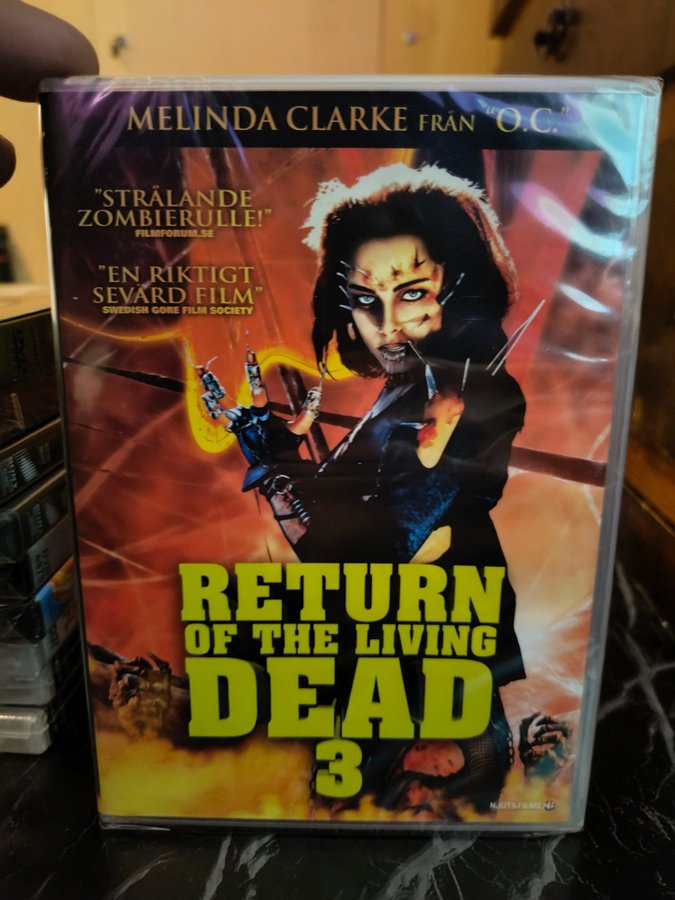 MELINDA CLARKE FRÅN "O.C."
"STRÅLANDE
ZOMBIERULLE!"
FILMFORUM.SE
"EN RIKTIGT
SEVÄRD FILM"
SWEDISH GORE FILM SOCIETY
RETURN
OF THE LIVING
DEAD
3
NJUTAFILMS